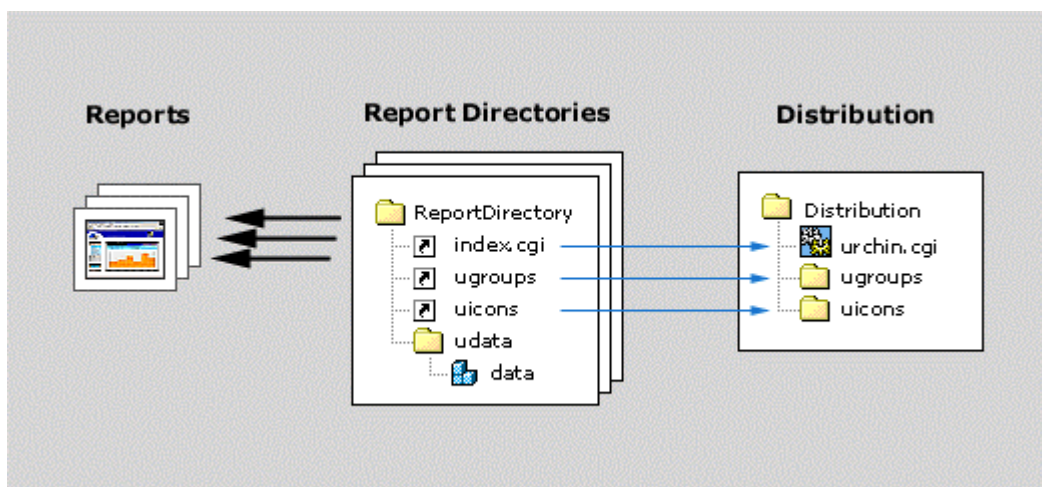 Reports
Report Directories
Distribution
ReportDirectory
index.cgi
ugroups
uicons
udata
data
Distribution
urchin.cgi
ugroups
uicons